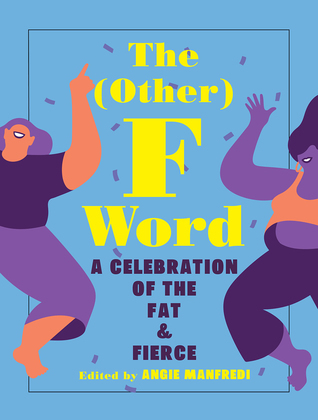 The
(Other)
F
Word
A CELEBRATION
OF THE
FAT
&
FIERCE
Edited by ANGIE MANFREDI